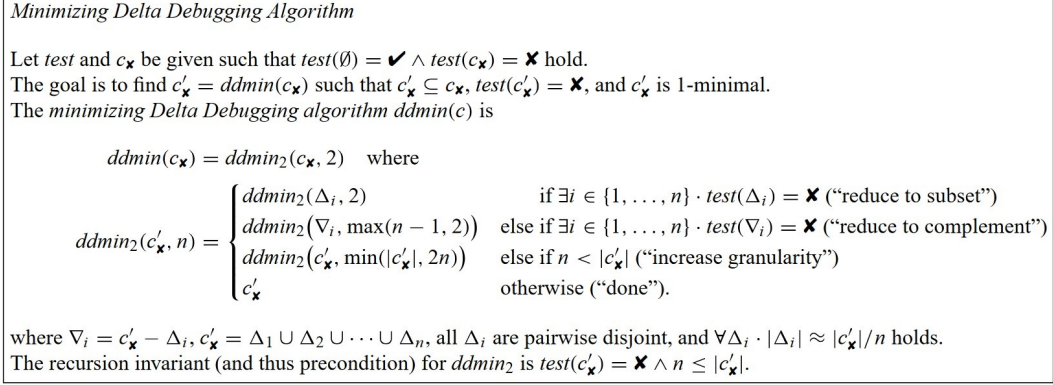 Minimizing Delta Debugging Algorithm
Let test and c✘ be given such that test(∅) = ✔ ∧ test(c✘) = ✘ hold.
The goal is to find c′✘ = ddmin(c✘) such that c′✘ ⊆ c✘, test(c′✘) = ✘, and c′✘ is 1-minimal.
The minimizing Delta Debugging algorithm ddmin(c) is
ddmin(c✘) = ddmin₂(c✘, 2) where
ddmin₂(c′✘, n) =
ddmin₂(Δᵢ, 2) if ∃i ∈ {1, . . . , n} · test(Δᵢ) = ✘ (“reduce to subset”)
ddmin₂(∇ᵢ, max(n − 1, 2)) else if ∃i ∈ {1, . . . , n} · test(∇ᵢ) = ✘ (“reduce to complement”)
ddmin₂(c′✘, min(|c′✘|, 2n)) else if n < |c′✘| (“increase granularity”)
c′✘ otherwise (“done”).
where ∇ᵢ = c′✘ − Δᵢ, c′✘ = Δ₁ ∪ Δ₂ ∪ · · · ∪ Δₙ, all Δᵢ are pairwise disjoint, and ∀Δᵢ · |Δᵢ| ≈ |c′✘|/n holds.
The recursion invariant (and thus precondition) for ddmin₂ is test(c′✘) = ✘ ∧ n ≤ |c′✘|.